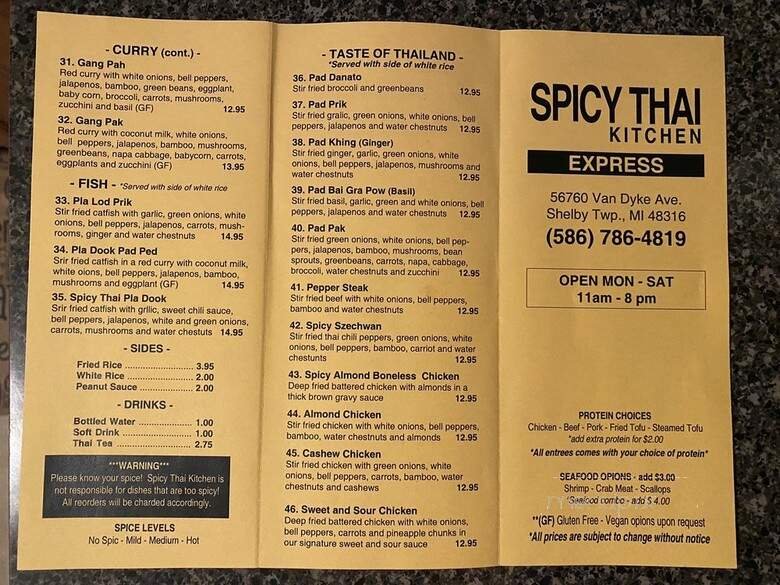 - CURRY (cont.) -
31. Gang Pah
Red curry with white onions, bell peppers,
jalapenos, bamboo, green beans, eggplant,
baby corn, broccoli, carrots, mushrooms,
zucchini and basil (GF) 12.95
32. Gang Pak
Red curry with coconut milk, white onions,
bell peppers, jalapenos, bamboo, mushrooms,
greenbeans, napa cabbage, babycorn, carrots,
eggplants and zucchini (GF) 13.95
- FISH - *Served with side of white rice
33. Pla Lod Prik
Stir fried catfish with garlic, green onions, white
onions, bell peppers, jalapenos, carrots, mush-
rooms, ginger and water chestnuts 14.95
34. Pla Dook Pad Ped
Srir fried catfish in a red curry with coconut milk,
white oions, bell peppers, jalapenos, bamboo,
mushrooms and eggplant (GF) 14.95
35. Spicy Thai Pla Dook
Srir fried catfish with grllic, sweet chili sauce,
bell peppers, jalapenos, white and green onions,
carrots, mushrooms and water chestuts 14.95
- SIDES -
Fried Rice ........................ 3.95
White Rice ....................... 2.00
Peanut Sauce .................. 2.00
- DRINKS -
Bottled Water .................. 1.00
Soft Drink ........................ 1.00
Thai Tea ........................... 2.75
***WARNING***
Please know your spice! Spicy Thai Kitchen is
not responsible for dishes that are too spicy!
All reorders will be charded accordingly.
SPICE LEVELS
No Spic - Mild - Medium - Hot
- TASTE OF THAILAND -
*Served with side of white rice
36. Pad Danato
Stir fried broccoli and greenbeans 12.95
37. Pad Prik
Stir fried gralic, green onions, white onions, bell
peppers, jalapenos and water chestnuts 12.95
38. Pad Khing (Ginger)
Stir fried ginger, garlic, green onions, white
onions, bell peppers, jalapenos, mushrooms and
water chestnuts 12.95
39. Pad Bai Gra Pow (Basil)
Stir fried basil, garlic, green and white onions, bell
peppers, jalapenos and water chestnuts 12.95
40. Pad Pak
Stir fried green onions, white onions, bell pep-
pers, jalapenos, bamboo, mushrooms, bean
sprouts, greenbeans, carrots, napa, cabbage,
broccoli, water chestnuts and zucchini 12.95
41. Pepper Steak
Stir fried beef with white onions, bell peppers,
bamboo and water chestnuts 12.95
42. Spicy Szechwan
Stir fried thai chili peppers, green onions, white
onions, bell peppers, bamboo, carriot and water
chestunts 12.95
43. Spicy Almond Boneless Chicken
Deep fried battered chicken with almonds in a
thick brown gravy sauce 12.95
44. Almond Chicken
Stir fried chicken with white onions, bell peppers,
bamboo, water chestnuts and almonds 12.95
45. Cashew Chicken
Stir fried chicken with green onions, white
onions, bell peppers, carrots, bamboo, water
chestnuts and cashews 12.95
46. Sweet and Sour Chicken
Deep fried battered chicken with white onions,
bell peppers, carrots and pineapple chunks in
our signature sweet and sour sauce 12.95
SPICY THAI
KITCHEN
EXPRESS
56760 Van Dyke Ave.
Shelby Twp., MI 48316
(586) 786-4819
OPEN MON - SAT
11am - 8 pm
PROTEIN CHOICES
Chicken - Beef - Pork - Fried Tofu - Steamed Tofu
*add extra protein for $2.00
*All entrees comes with your choice of protein*
SEAFOOD OPIONS - add $3.00
Shrimp - Crab Meat - Scallops
*Seafood combo - add $ 4.00
**(GF) Gluten Free - Vegan opions upon request
*All prices are subject to change without notice